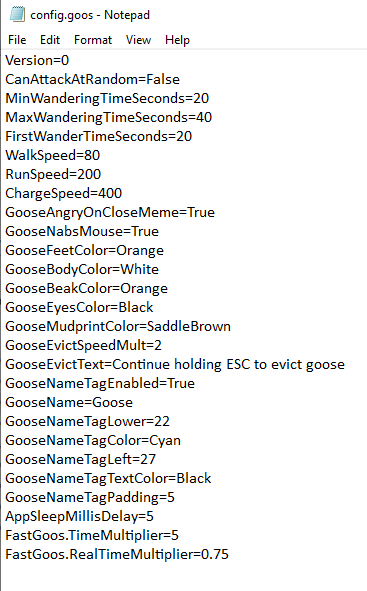 config.goos - Notepad
File Edit Format View Help
Version=0
CanAttackAtRandom=False
MinWanderingTimeSeconds=20
MaxWanderingTimeSeconds=40
FirstWanderTimeSeconds=20
WalkSpeed=80
RunSpeed=200
ChargeSpeed=400
GooseAngryOnCloseMeme=True
GooseNabsMouse=True
GooseFeetColor=Orange
GooseBodyColor=White
GooseBeakColor=Orange
GooseEyesColor=Black
GooseMudprintColor=SaddleBrown
GooseEvictSpeedMult=2
GooseEvictText=Continue holding ESC to evict goose
GooseNameTagEnabled=True
GooseName=Goose
GooseNameTagLower=22
GooseNameTagColor=Cyan
GooseNameTagLeft=27
GooseNameTagTextColor=Black
GooseNameTagPadding=5
AppSleepMillisDelay=5
FastGoos.TimeMultiplier=5
FastGoos.RealTimeMultiplier=0.75